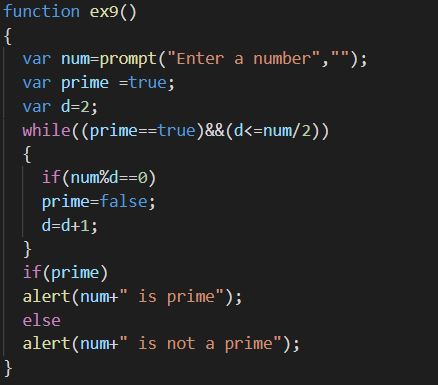 function ex9()
{
var num=prompt("Enter a number","");
var prime =true;
var d=2;
while((prime==true)&&(d<=num/2))
{
if(num%d==0)
prime=false;
d=d+1;
}
if(prime)
alert(num+" is prime");
else
alert(num+" is not a prime");
}